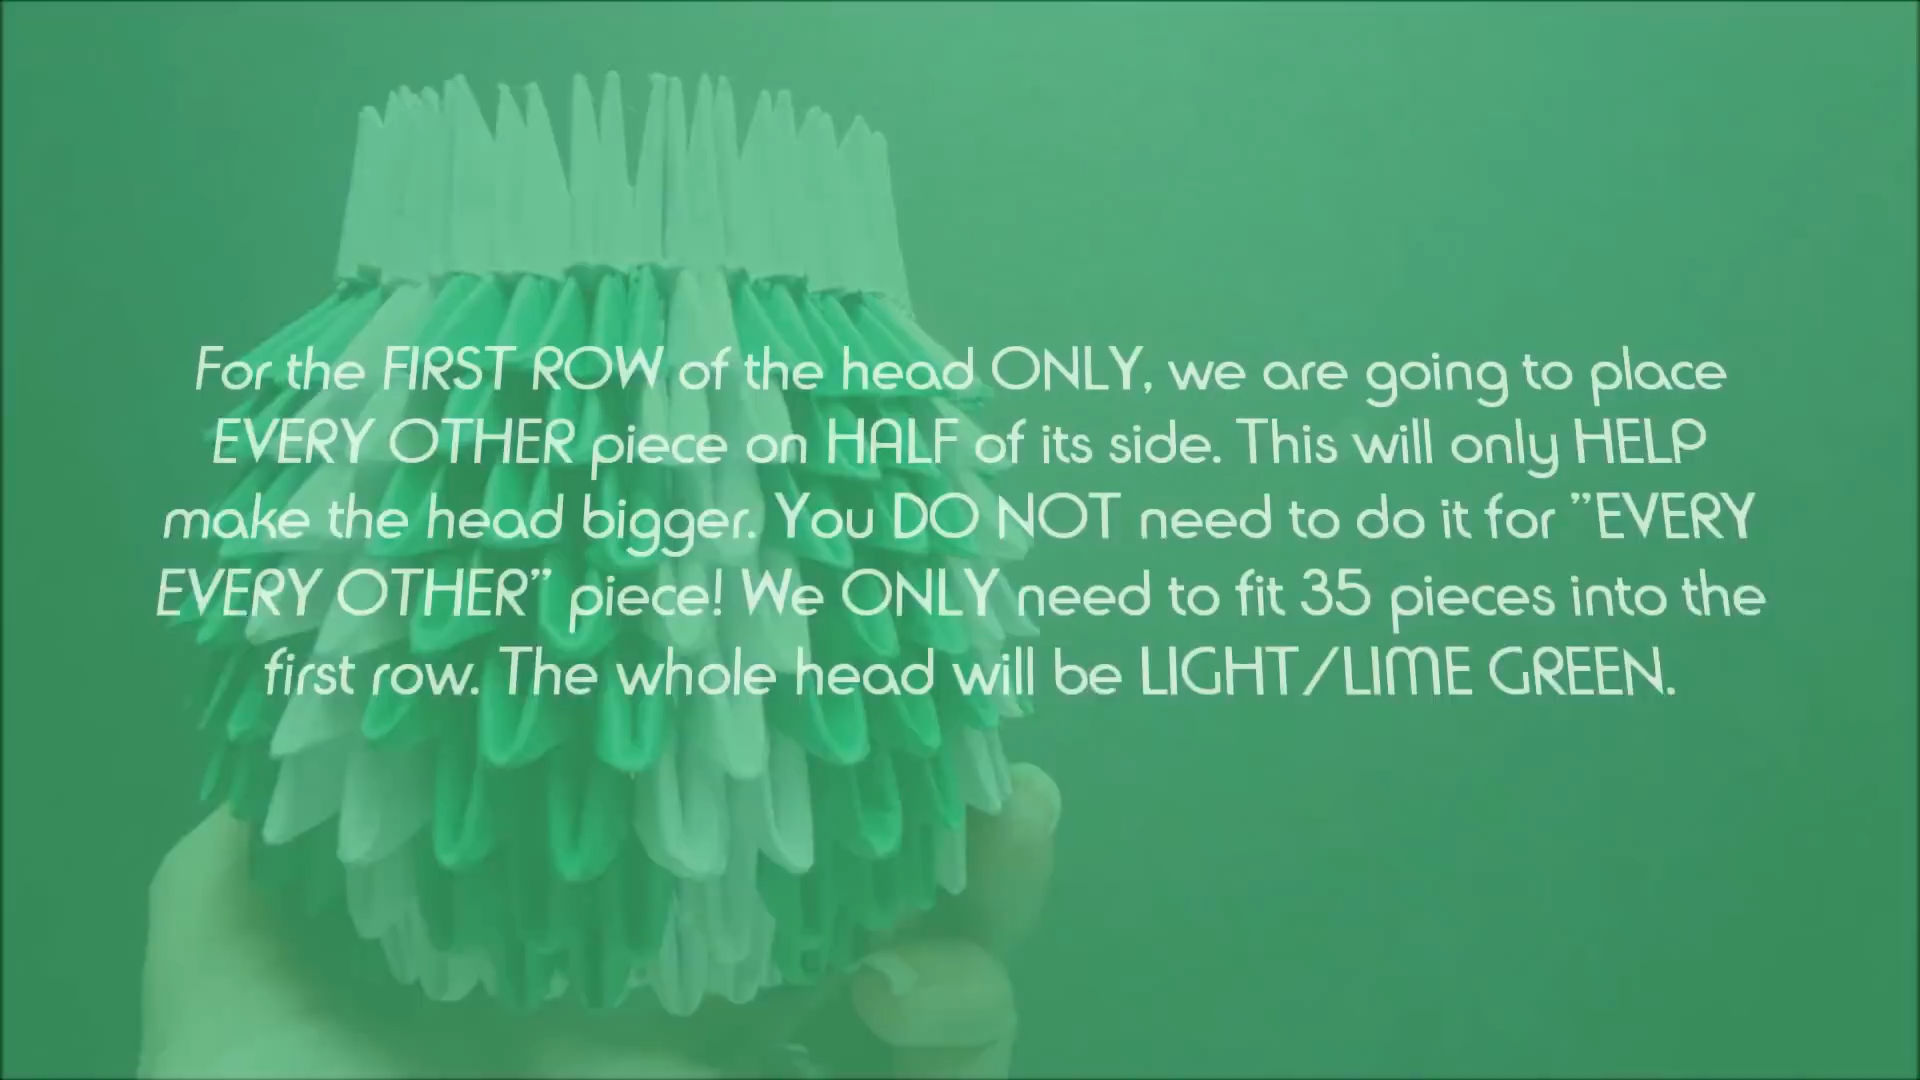 For the FIRST ROW of the head ONLY, we are going to place
EVERY OTHER piece on HALF of its side. This will only HELP
make the head bigger. You DO NOT need to do it for "EVERY
EVERY OTHER" piece! We ONLY need to fit 35 pieces into the
first row. The whole head will be LIGHT/LIME GREEN.